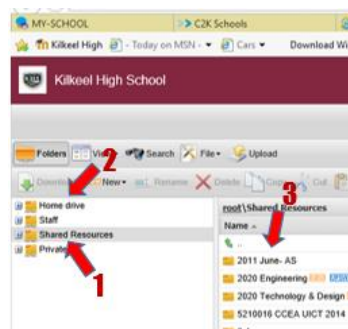 MY-SCHOOL >> C2K Schools
Kilkeel High - Today on MSN - Cars Download Wi
Kilkeel High School
Folders Search File Upload
New Rename Delete Copy Cut
2
Home drive
Staff
Shared Resources
Private
1
root\Shared Resources
Name
3
..
2011 June- AS
2020 Engineering
2020 Technology & Design
5210016 CCEA UICT 2014